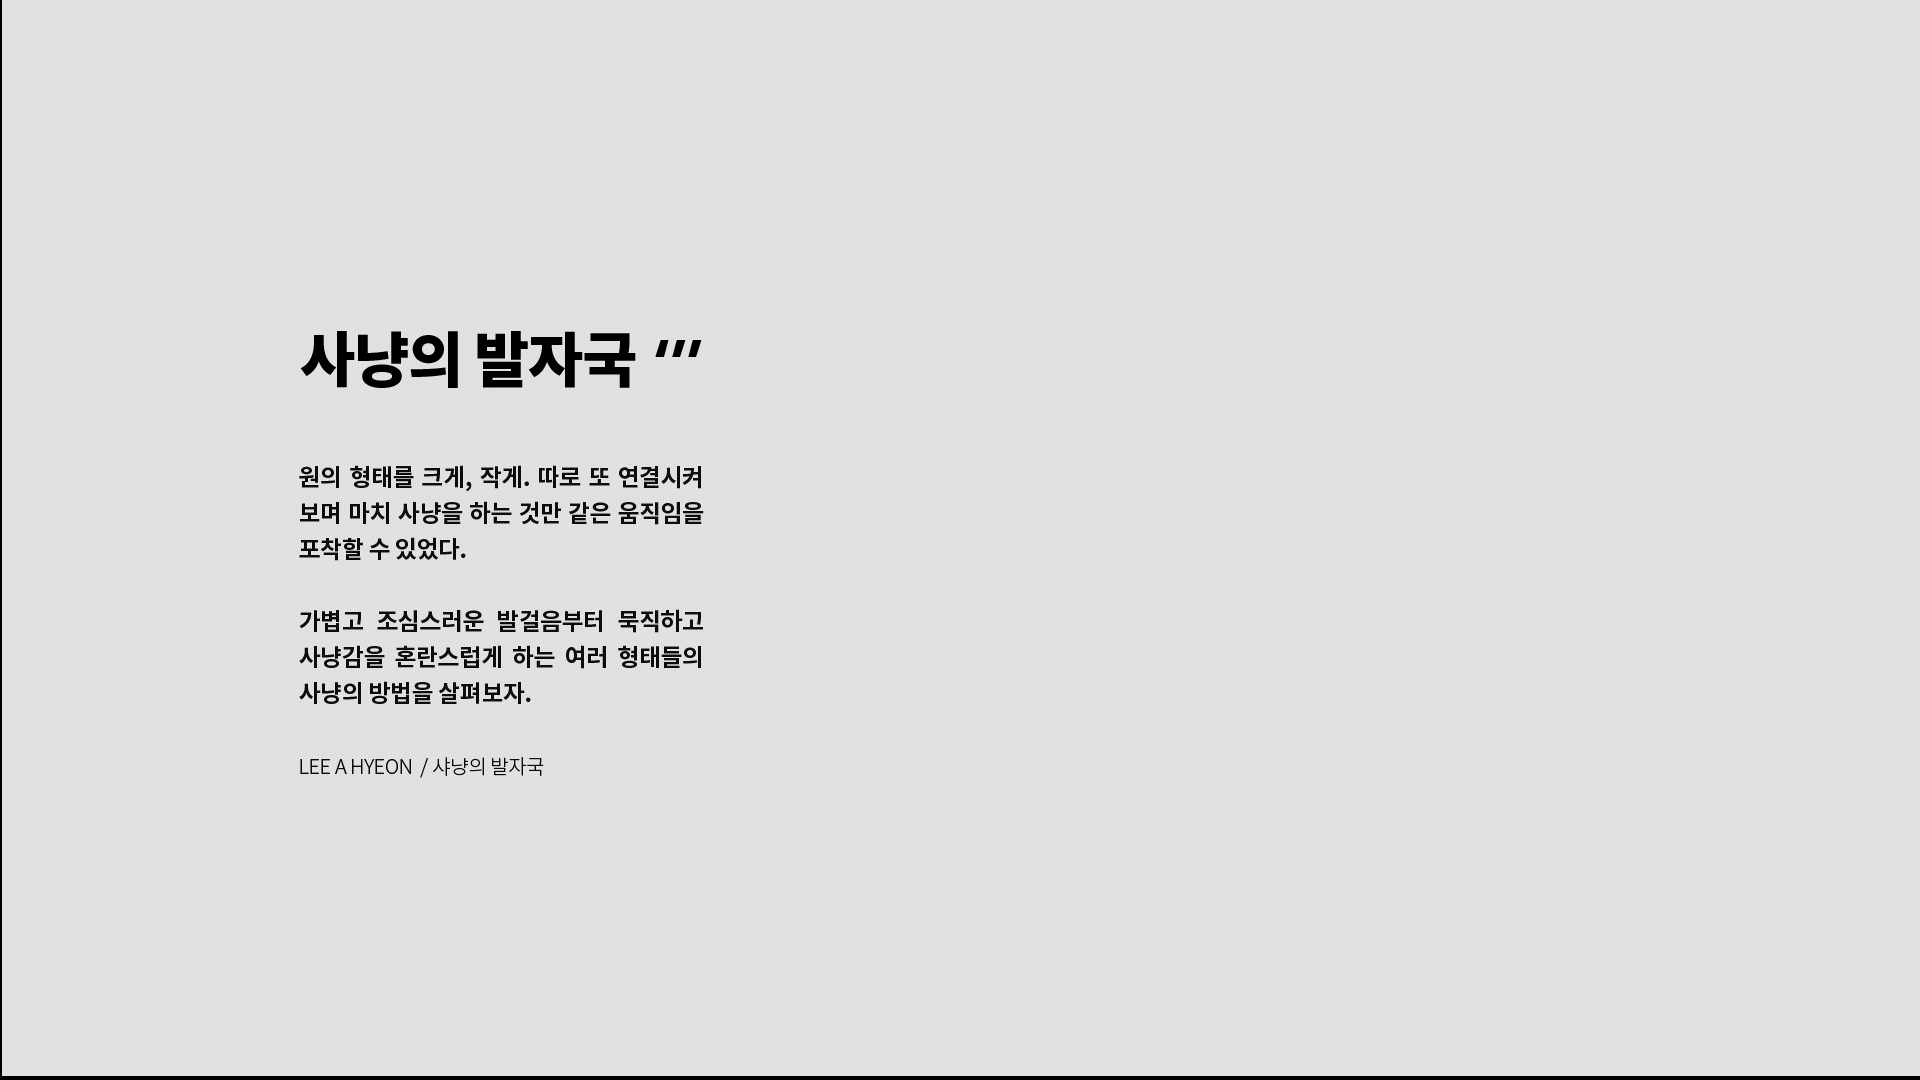 사냥의 발자국 ′′′
원의 형태를 크게, 작게. 따로 또 연결시켜
보며 마치 사냥을 하는 것만 같은 움직임을
포착할 수 있었다.
가볍고 조심스러운 발걸음부터 묵직하고
사냥감을 혼란스럽게 하는 여러 형태들의
사냥의 방법을 살펴보자.
LEE A HYEON / 샤냥의 발자국